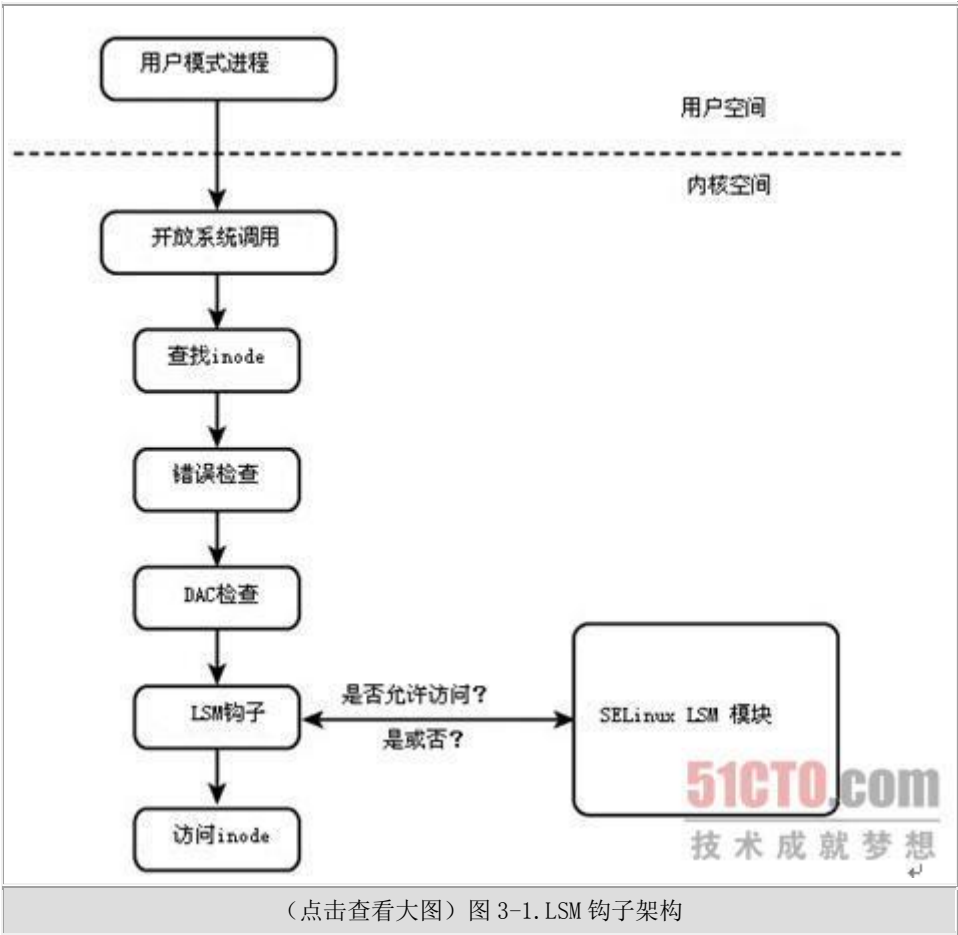 用户模式进程
用户空间
内核空间
开放系统调用
查找inode
错误检查
DAC检查
LSM钩子
是否允许访问?
是或否?
SELinux LSM 模块
访问inode
51CTO.com
技术成就梦想
（点击查看大图）图 3-1.LSM 钩子架构